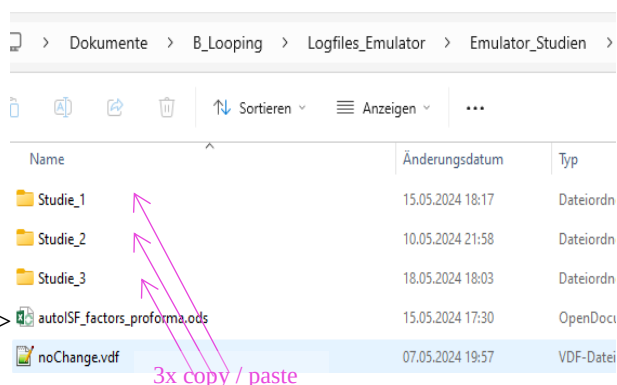 > Dokumente > B_Looping > Logfiles_Emulator > Emulator_Studien >
A Sortieren Anzeigen ...
Name Änderungsdatum Typ
Studie_1 15.05.2024 18:17 Dateiordn
Studie_2 10.05.2024 21:58 Dateiordn
Studie_3 18.05.2024 18:03 Dateiordn
> autoISF_factors_proforma.ods 15.05.2024 17:30 OpenDocu
noChange.vdf 07.05.2024 19:57 VDF-Datei
3x copy / paste